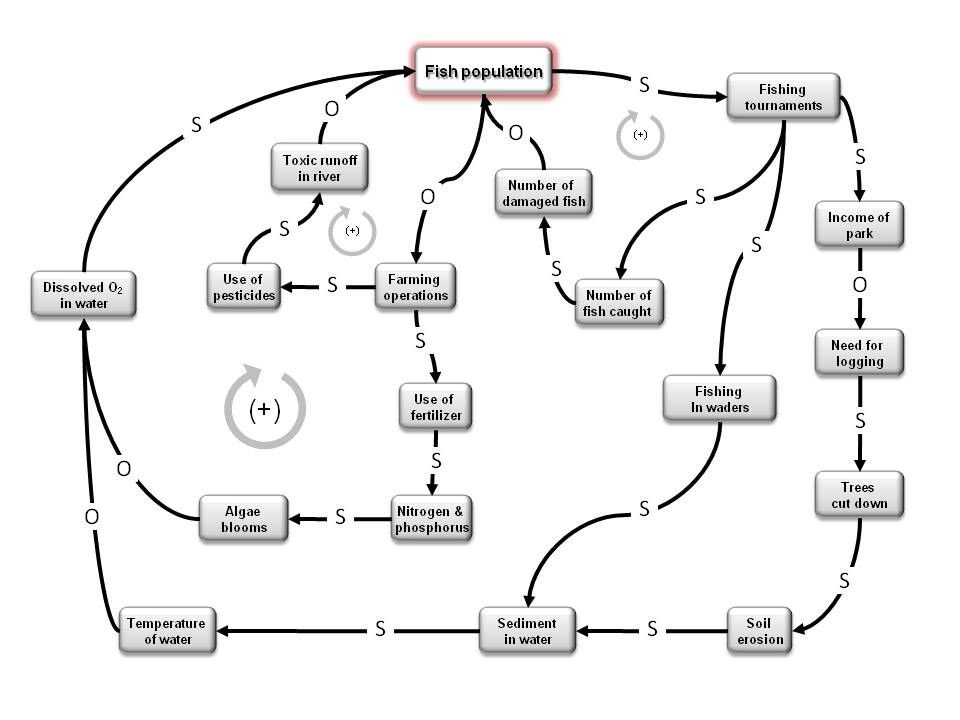 Fish population
S
Fishing
tournaments
S
O
(+)
O
Toxic runoff
in river
S
Number of
damaged fish
S
O
S
Income of
park
S
(+)
S
O
Dissolved O₂
in water
Use of
pesticides
S
Farming
operations
S
Number of
fish caught
S
Need for
logging
Fishing
In waders
Use of
fertilizer
(+)
S
S
O
Trees
cut down
Algae
blooms
S
Nitrogen &
phosphorus
S
O
S
Temperature
of water
S
Sediment
in water
S
Soil
erosion